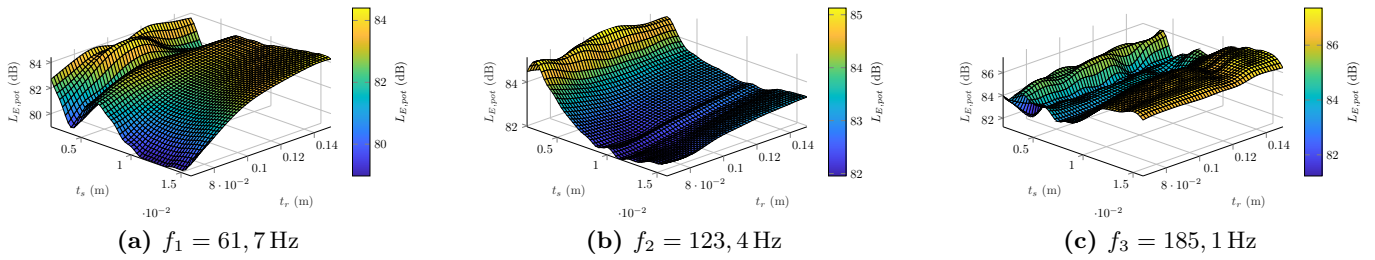 84
82
80
L_{E,pot} (dB)
0.5
1
1.5
t_s (m)
·10^{-2}
8·10^{-2}
0.1
0.12
0.14
t_r (m)
84
82
80
L_{E,pot} (dB)
(a) f_1 = 61,7 Hz
84
82
L_{E,pot} (dB)
0.5
1
1.5
t_s (m)
·10^{-2}
8·10^{-2}
0.1
0.12
0.14
t_r (m)
85
84
83
82
L_{E,pot} (dB)
(b) f_2 = 123,4 Hz
86
84
82
L_{E,pot} (dB)
0.5
1
1.5
t_s (m)
·10^{-2}
8·10^{-2}
0.1
0.12
0.14
t_r (m)
86
84
82
L_{E,pot} (dB)
(c) f_3 = 185,1 Hz